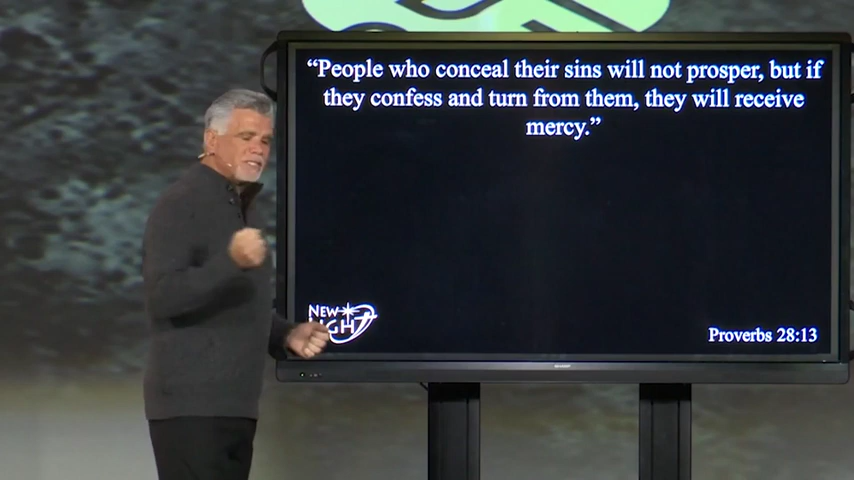 “People who conceal their sins will not prosper, but if
they confess and turn from them, they will receive
mercy.”
NEW
LIGHT
Proverbs 28:13
SHARP